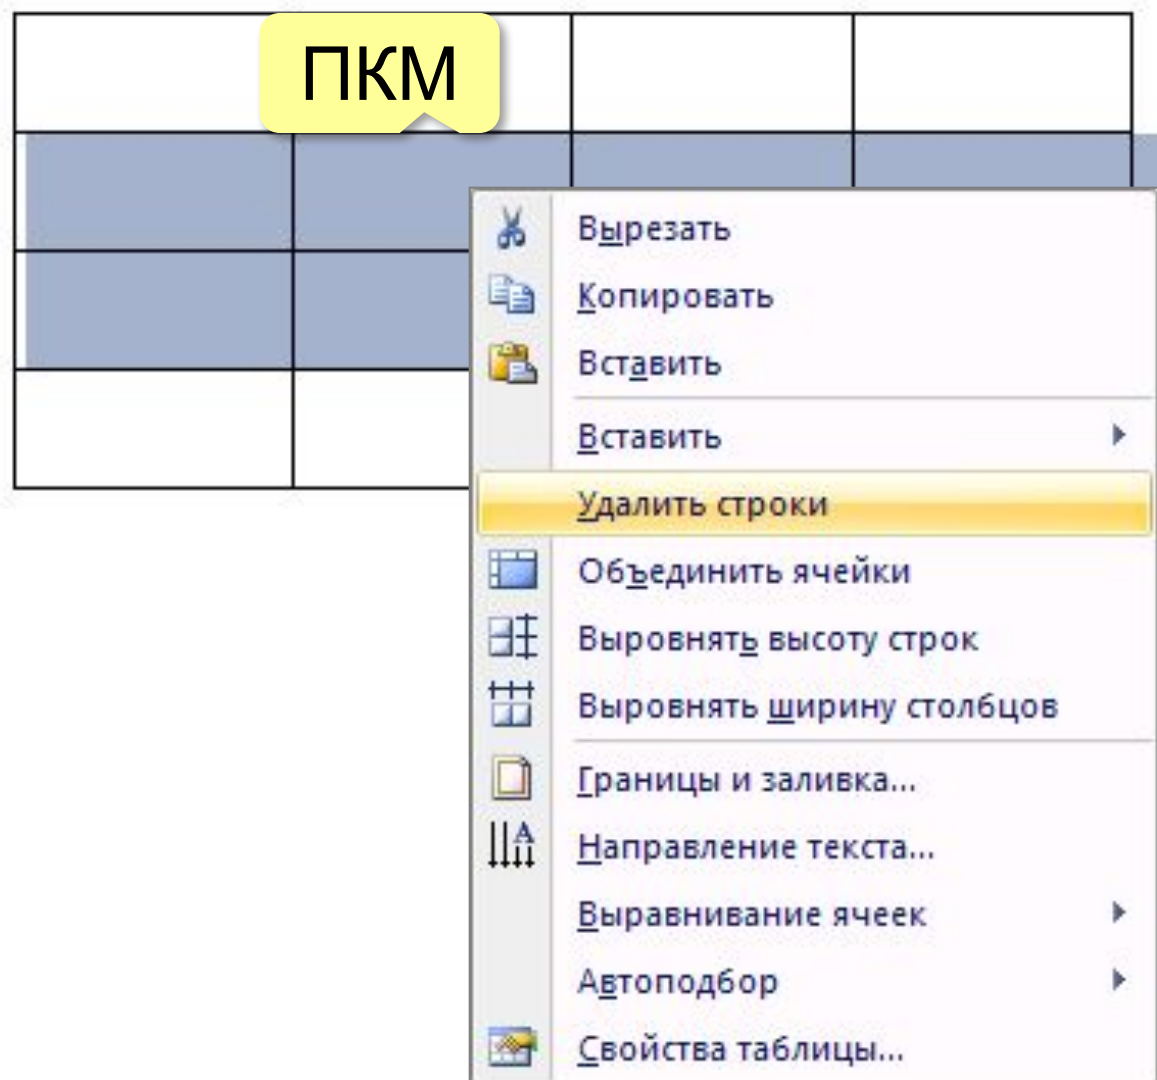 ПКМ
Вырезать
Копировать
Вставить
Вставить
Удалить строки
Объединить ячейки
Выровнять высоту строк
Выровнять ширину столбцов
Границы и заливка...
Направление текста...
Выравнивание ячеек
Автоподбор
Свойства таблицы...